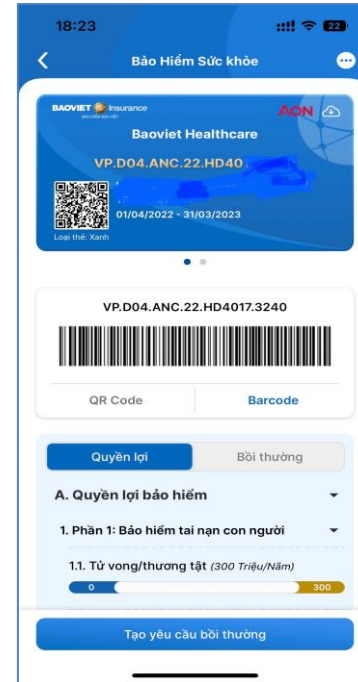 18:23
22
Bảo Hiểm Sức khỏe
BAOVIET Insurance
AON
Baoviet Healthcare
VP.D04.ANC.22.HD40
01/04/2022 - 31/03/2023
Loại thẻ: Xanh
VP.D04.ANC.22.HD4017.3240
QR Code
Barcode
Quyền lợi
Bồi thường
A. Quyền lợi bảo hiểm
1. Phần 1: Bảo hiểm tai nạn con người
1.1. Tử vong/thương tật (300 Triệu/Năm)
0
300
Tạo yêu cầu bồi thường